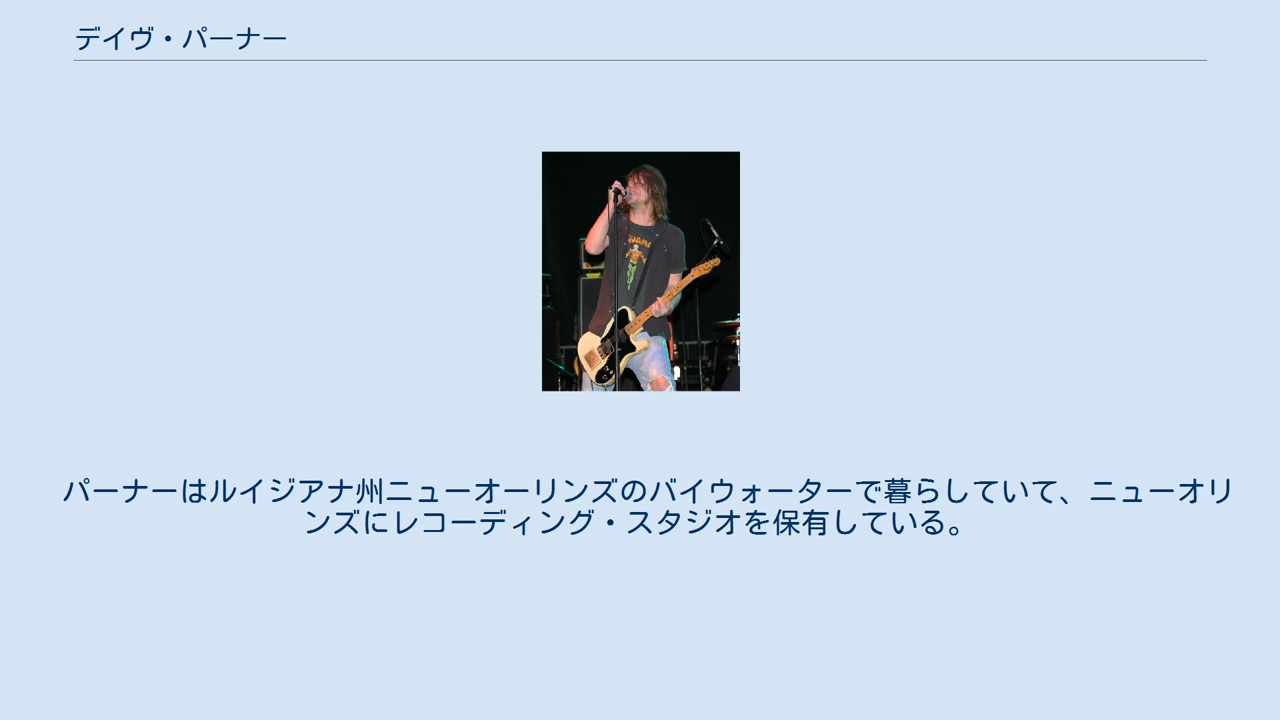 デイヴ・パーナー
パーナーはルイジアナ州ニューオーリンズのバイウォーターで暮らしていて、ニューオリ
ンズにレコーディング・スタジオを保有している。